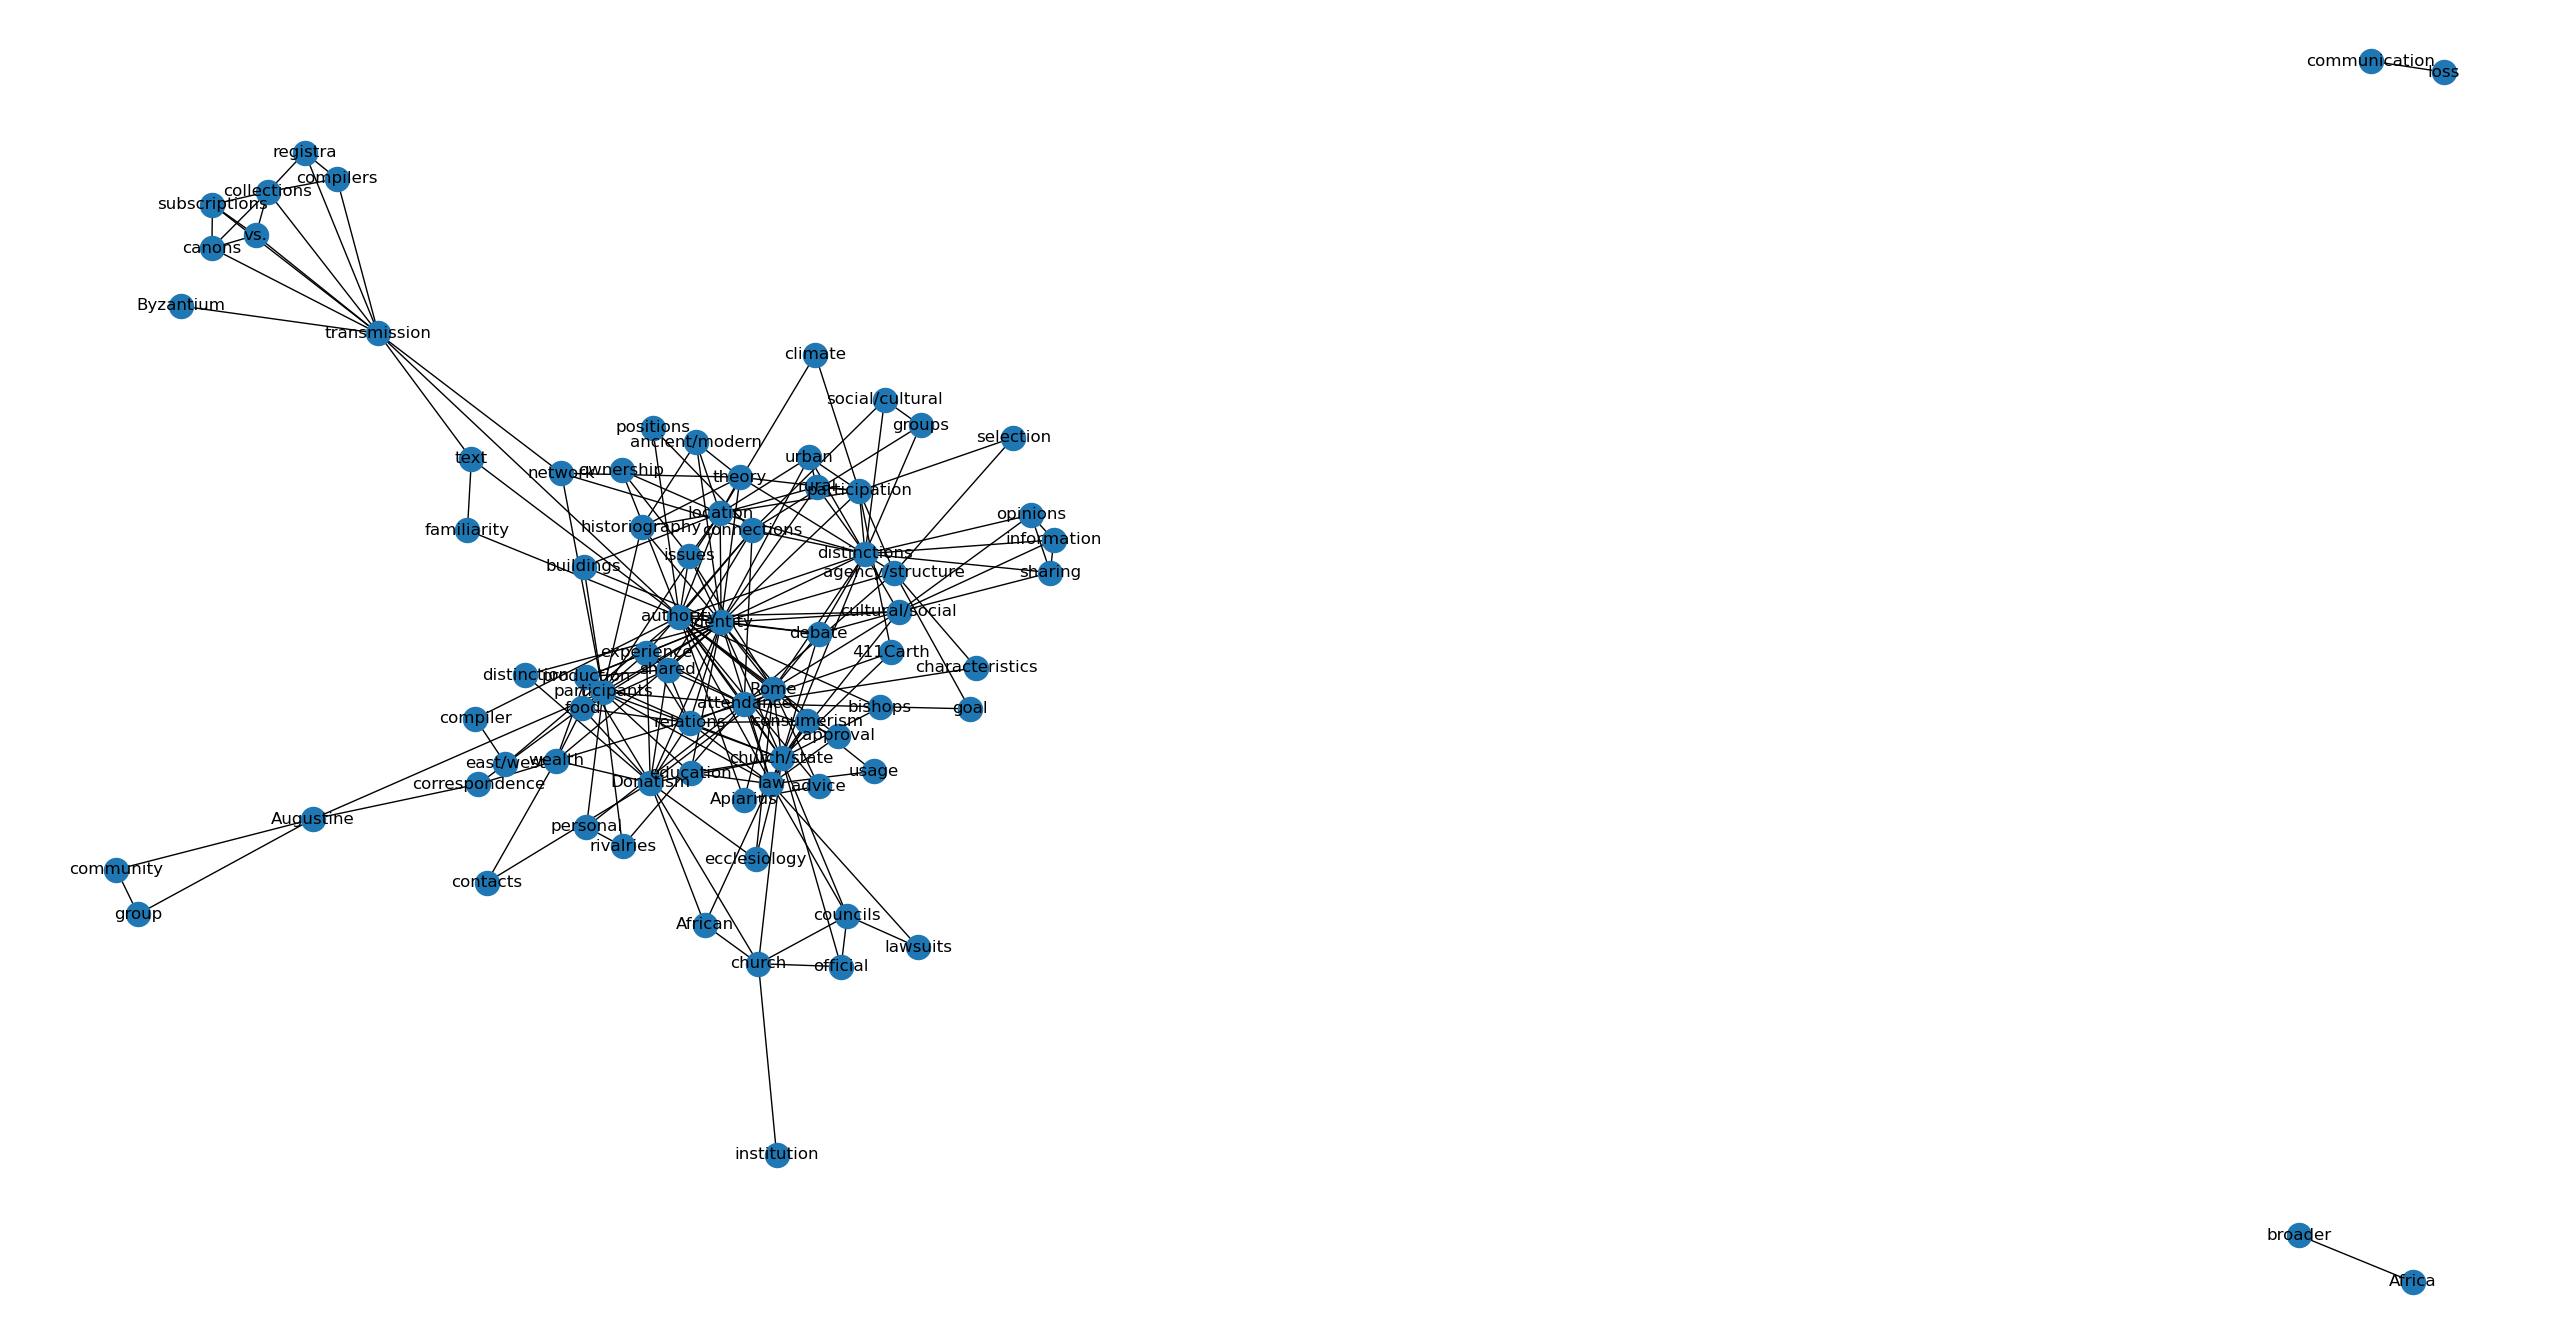 communication
loss
registra
compilers
collections
subscriptions
vs.
canons
Byzantium
transmission
climate
social/cultural
groups
positions
selection
ancient/modern
urban
text
network
ownership
theory
rural
participation
location
opinions
historiography
connections
familiarity
information
issues
distinctions
buildings
agency/structure
sharing
cultural/social
authority
identity
debate
experience
411Carth
shared
characteristics
distinction
production
participants
Rome
attendance
food
bishops
goal
compiler
relations
consumerism
approval
church/state
wealth
east/west
usage
education
correspondence
Donatism
law
advice
Apiarius
Augustine
personal
rivalries
ecclesiology
community
contacts
group
councils
African
lawsuits
church
official
institution
broader
Africa